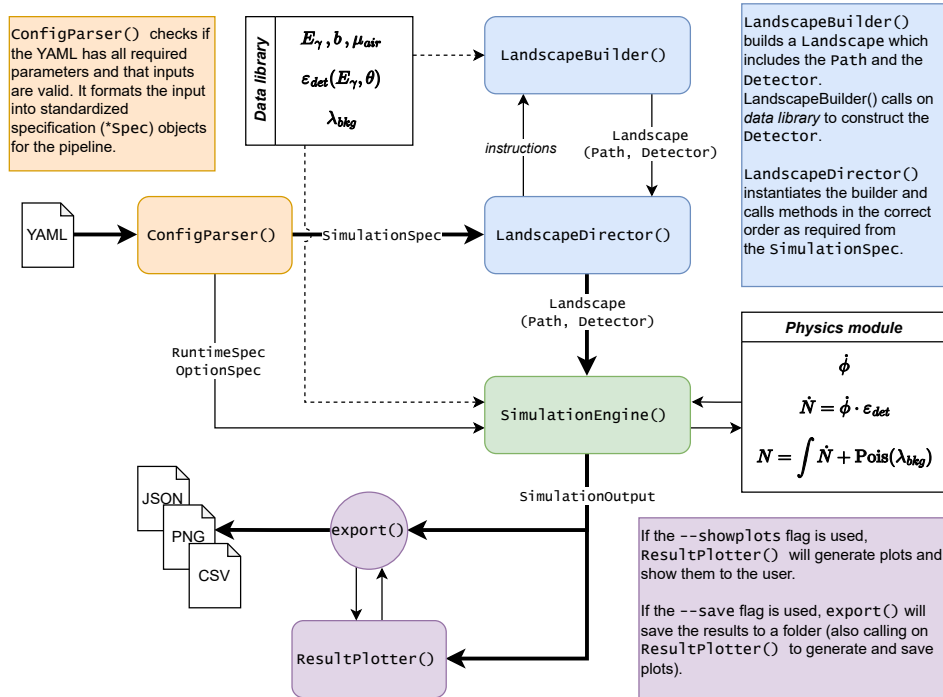 ConfigParser() checks if
the YAML has all required
parameters and that inputs
are valid. It formats the input
into standardized
specification (*Spec) objects
for the pipeline.
Data library
E_γ, b, μ_air
ε_det(E_γ, θ)
λ_bkg
LandscapeBuilder()
LandscapeBuilder()
builds a Landscape which
includes the Path and the
Detector.
LandscapeBuilder() calls on
data library to construct the
Detector.
LandscapeDirector()
instantiates the builder and
calls methods in the correct
order as required from
the SimulationSpec.
instructions
Landscape
(Path, Detector)
YAML
ConfigParser()
SimulationSpec
LandscapeDirector()
Landscape
(Path, Detector)
RuntimeSpec
OptionSpec
SimulationEngine()
Physics module
φ̇
Ṅ = φ̇ · ε_det
N = ∫ Ṅ + Pois(λ_bkg)
SimulationOutput
JSON
PNG
CSV
export()
ResultPlotter()
If the --showplots flag is used,
ResultPlotter() will generate plots and
show them to the user.
If the --save flag is used, export() will
save the results to a folder (also calling on
ResultPlotter() to generate and save
plots).